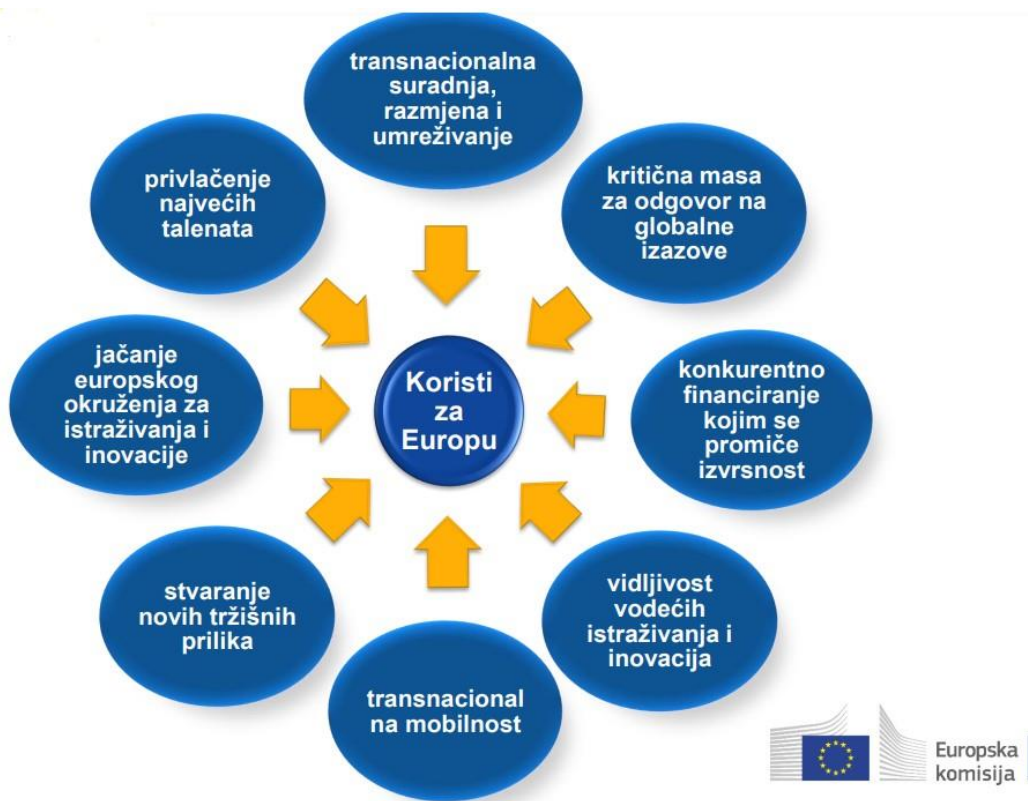 transnacionalna
suradnja,
razmjena i
umreživanje
kritična masa
za odgovor na
globalne
izazove
konkurentno
financiranje
kojim se
promiče
izvrsnost
vidljivost
vodećih
istraživanja i
inovacija
transnacional
na mobilnost
stvaranje
novih tržišnih
prilika
jačanje
europskog
okruženja za
istraživanja i
inovacije
privlačenje
najvećih
talenata
Koristi
za
Europu
Europska
komisija